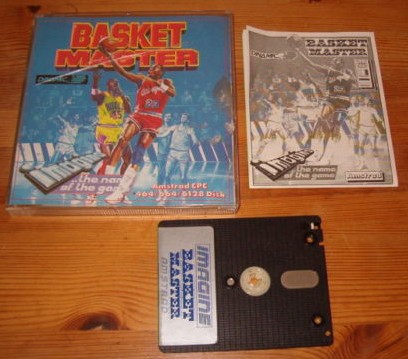 BASKET
MASTER
Imagine
...the name
of the game
Amstrad CPC
464/664/6128 Disk
BASKET
MASTER
Imagine
...the name
of the game
Amstrad
IMAGINE
BASKET
MASTER
AMSTRAD